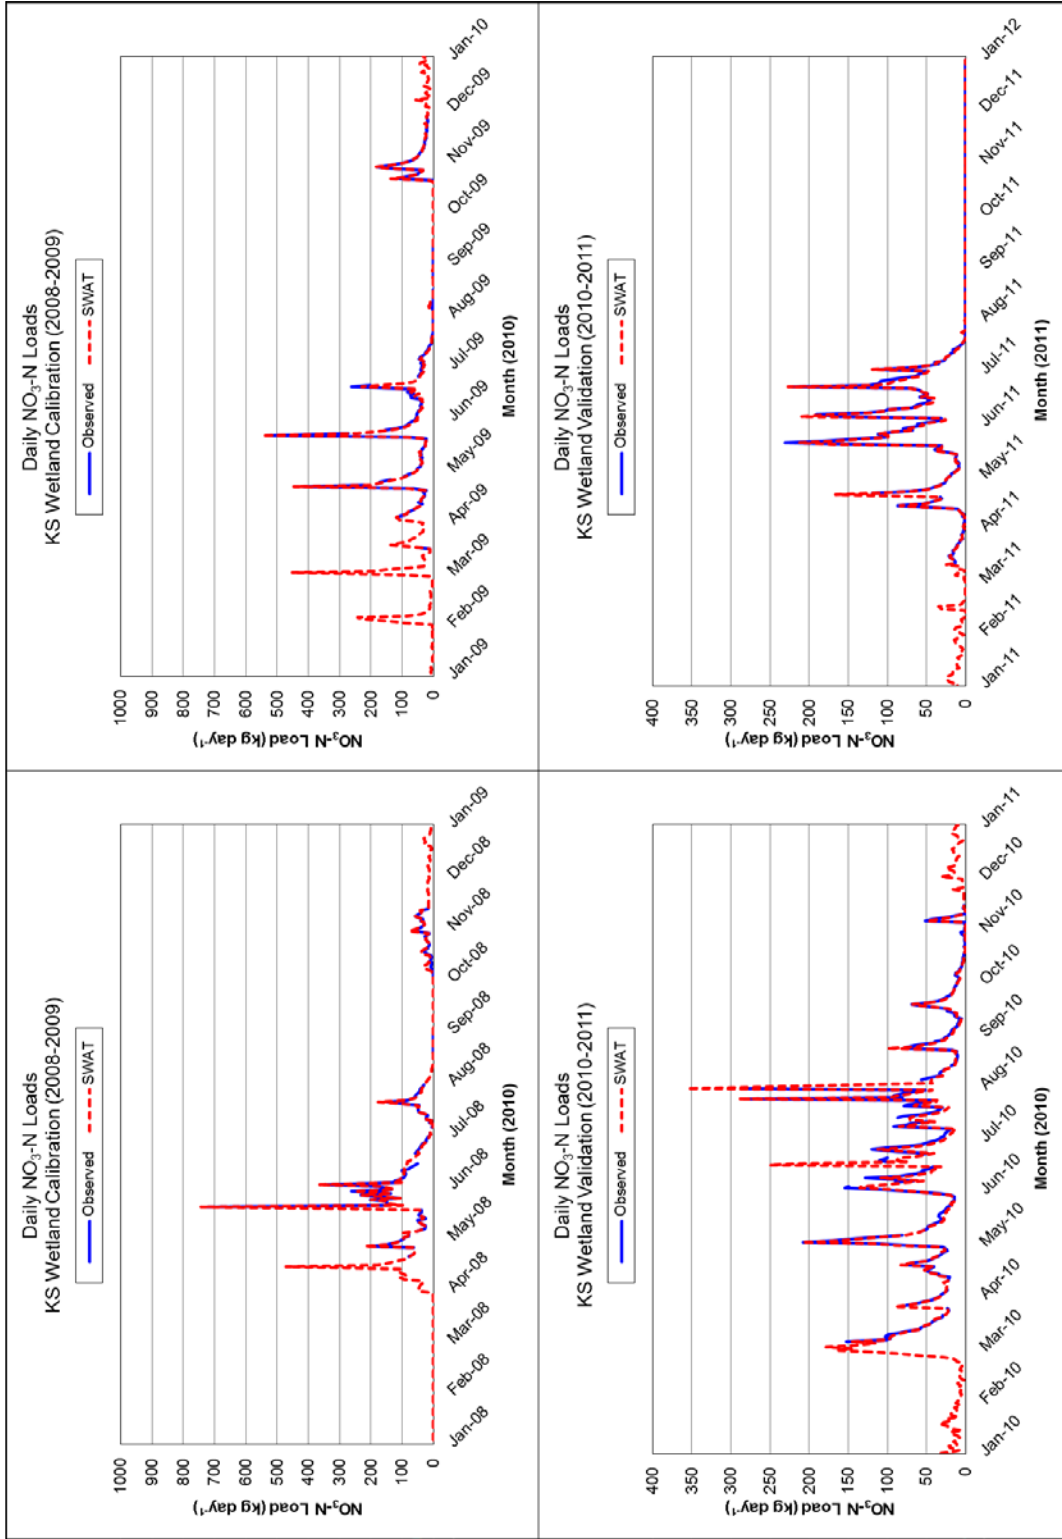 Daily NO₃-N Loads
KS Wetland Calibration (2008-2009)
Observed SWAT
NO₃-N Load (kg day⁻¹)
1000
900
800
700
600
500
400
300
200
100
0
Jan-08 Feb-08 Mar-08 Apr-08 May-08 Jun-08 Jul-08 Aug-08 Sep-08 Oct-08 Nov-08 Dec-08 Jan-09
Month (2010)
Daily NO₃-N Loads
KS Wetland Calibration (2008-2009)
Observed SWAT
NO₃-N Load (kg day⁻¹)
1000
900
800
700
600
500
400
300
200
100
0
Jan-09 Feb-09 Mar-09 Apr-09 May-09 Jun-09 Jul-09 Aug-09 Sep-09 Oct-09 Nov-09 Dec-09 Jan-10
Month (2010)
Daily NO₃-N Loads
KS Wetland Validation (2010-2011)
Observed SWAT
NO₃-N Load (kg day⁻¹)
400
350
300
250
200
150
100
50
0
Jan-10 Feb-10 Mar-10 Apr-10 May-10 Jun-10 Jul-10 Aug-10 Sep-10 Oct-10 Nov-10 Dec-10 Jan-11
Month (2010)
Daily NO₃-N Loads
KS Wetland Validation (2010-2011)
Observed SWAT
NO₃-N Load (kg day⁻¹)
400
350
300
250
200
150
100
50
0
Jan-11 Feb-11 Mar-11 Apr-11 May-11 Jun-11 Jul-11 Aug-11 Sep-11 Oct-11 Nov-11 Dec-11 Jan-12
Month (2011)